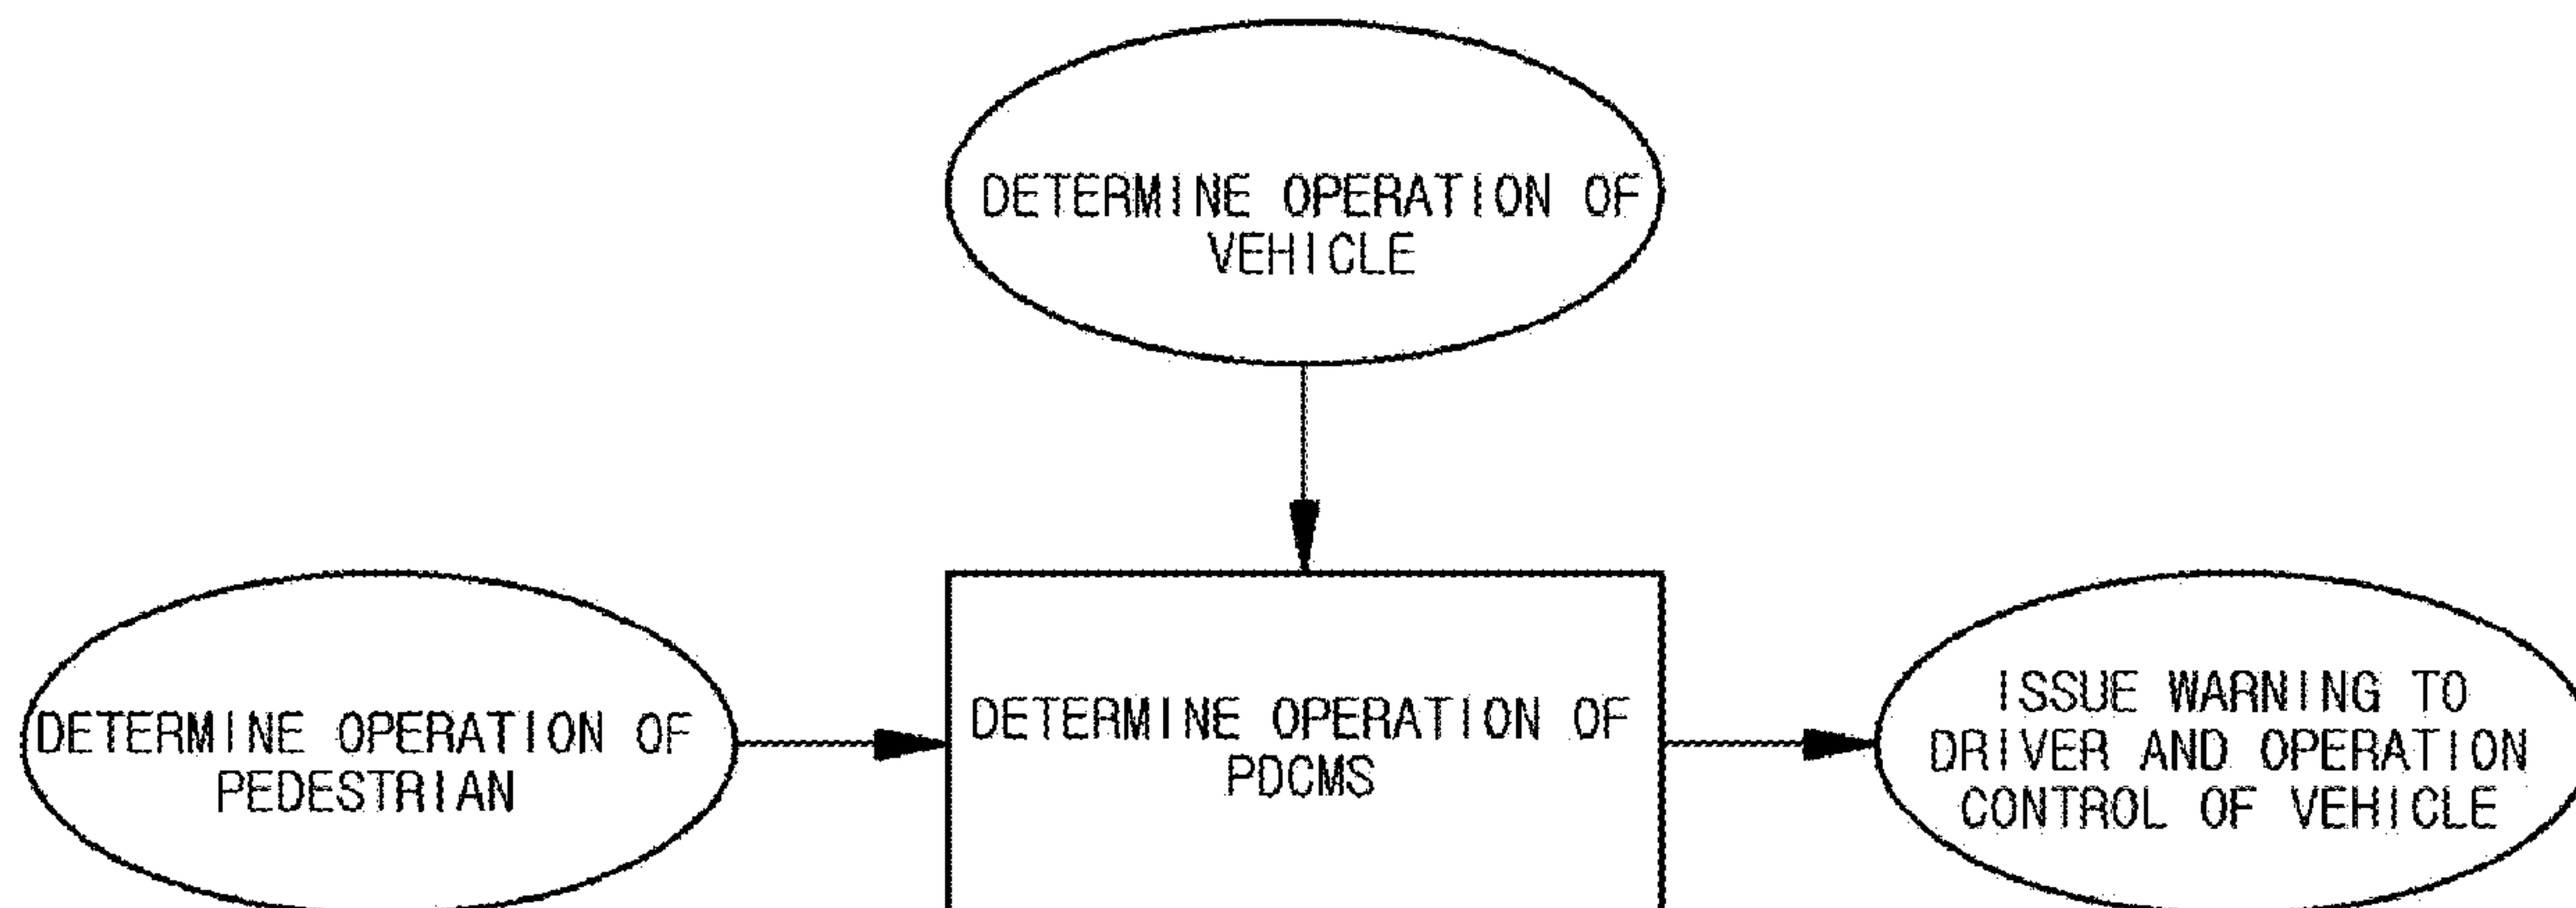 DETERMINE OPERATION OF
VEHICLE
DETERMINE OPERATION OF
PEDESTRIAN
DETERMINE OPERATION OF
PDCMS
ISSUE WARNING TO
DRIVER AND OPERATION
CONTROL OF VEHICLE